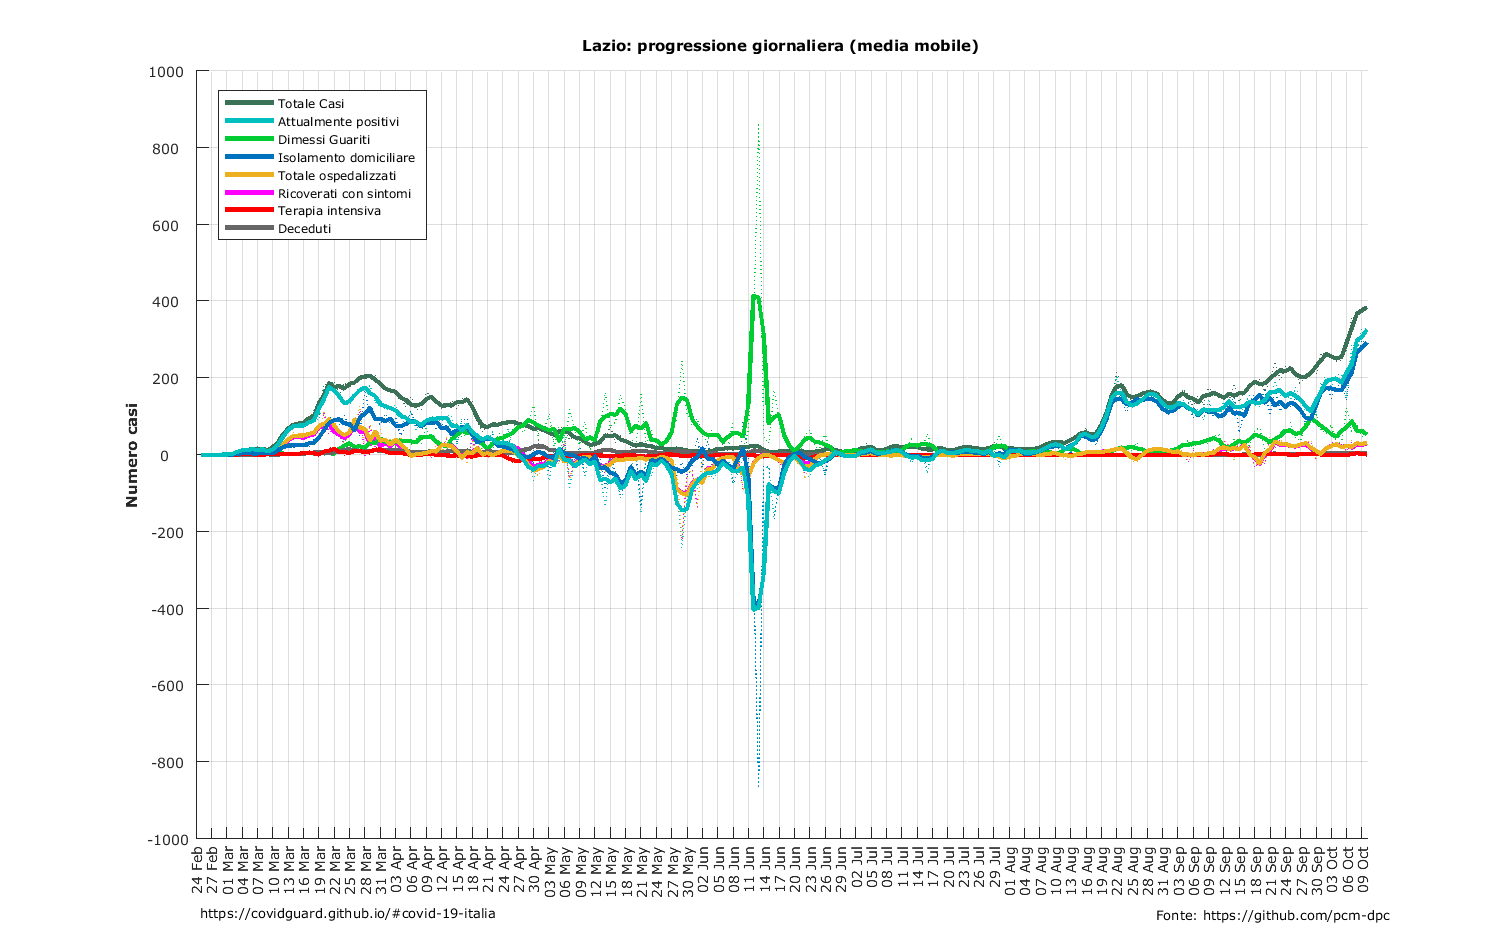 Lazio: progressione giornaliera (media mobile)
Numero casi
1000
800
600
400
200
0
-200
-400
-600
-800
-1000
Totale Casi
Attualmente positivi
Dimessi Guariti
Isolamento domiciliare
Totale ospedalizzati
Ricoverati con sintomi
Terapia intensiva
Deceduti
24 Feb
27 Feb
01 Mar
04 Mar
07 Mar
10 Mar
13 Mar
16 Mar
19 Mar
22 Mar
25 Mar
28 Mar
31 Mar
03 Apr
06 Apr
09 Apr
12 Apr
15 Apr
18 Apr
21 Apr
24 Apr
27 Apr
30 Apr
03 May
06 May
09 May
12 May
15 May
18 May
21 May
24 May
27 May
30 May
02 Jun
05 Jun
08 Jun
11 Jun
14 Jun
17 Jun
20 Jun
23 Jun
26 Jun
29 Jun
02 Jul
05 Jul
08 Jul
11 Jul
14 Jul
17 Jul
20 Jul
23 Jul
26 Jul
29 Jul
01 Aug
04 Aug
07 Aug
10 Aug
13 Aug
16 Aug
19 Aug
22 Aug
25 Aug
28 Aug
31 Aug
03 Sep
06 Sep
09 Sep
12 Sep
15 Sep
18 Sep
21 Sep
24 Sep
27 Sep
30 Sep
03 Oct
06 Oct
09 Oct
https://covidguard.github.io/#covid-19-italia
Fonte: https://github.com/pcm-dpc